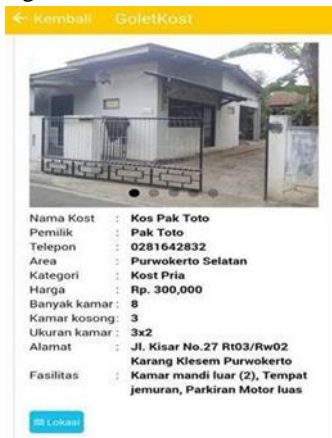 ← Kembali GoletKost
Nama Kost : Kos Pak Toto
Pemilik : Pak Toto
Telepon : 0281642832
Area : Purwokerto Selatan
Kategori : Kost Pria
Harga : Rp. 300,000
Banyak kamar : 8
Kamar kosong : 3
Ukuran kamar : 3x2
Alamat : Jl. Kisar No.27 Rt03/Rw02
Karang Klesem Purwokerto
Fasilitas : Kamar mandi luar (2), Tempat
jemuran, Parkiran Motor luas
Lokasi